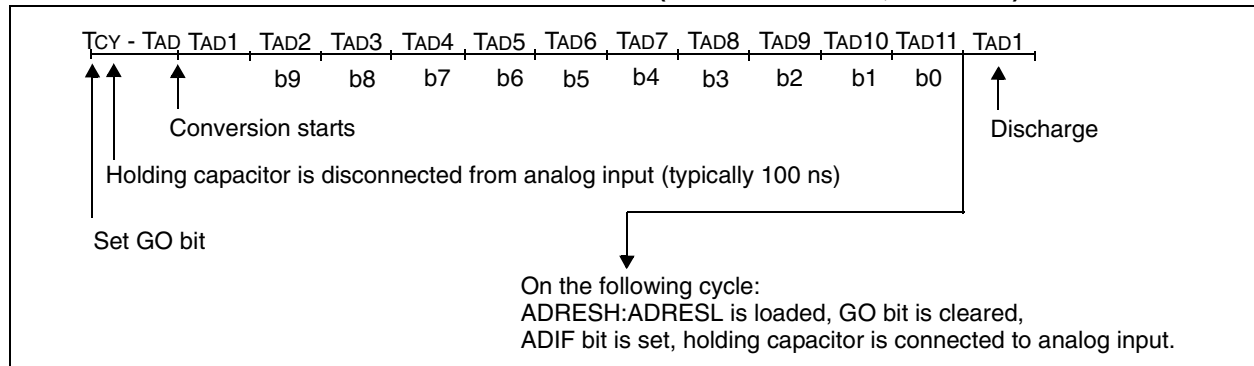 TCY - TAD TAD1 TAD2 TAD3 TAD4 TAD5 TAD6 TAD7 TAD8 TAD9 TAD10 TAD11 TAD1
b9 b8 b7 b6 b5 b4 b3 b2 b1 b0
Conversion starts
Discharge
Holding capacitor is disconnected from analog input (typically 100 ns)
Set GO bit
On the following cycle:
ADRESH:ADRESL is loaded, GO bit is cleared,
ADIF bit is set, holding capacitor is connected to analog input.